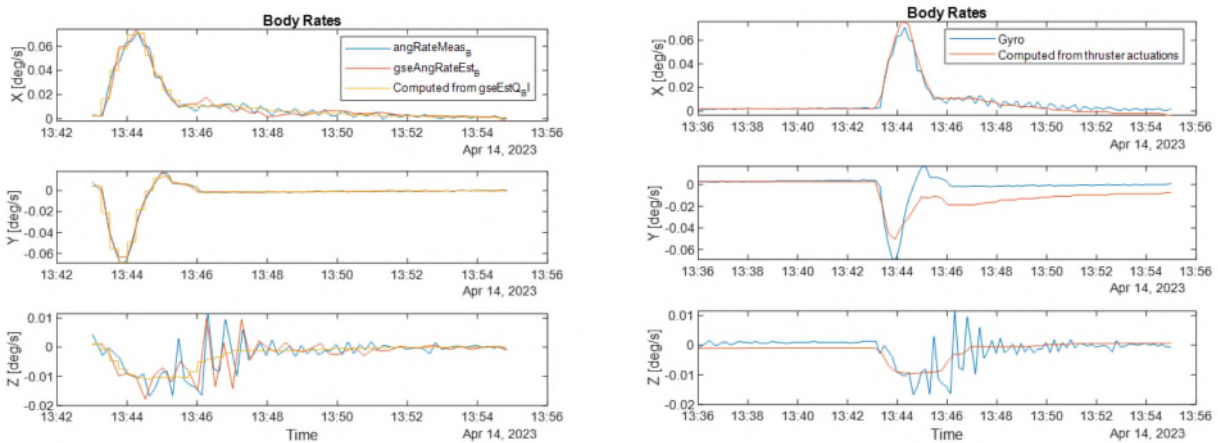 Body Rates
X [deg/s]
0.06
0.04
0.02
0
angRateMeas_B
gseAngRateEst_B
Computed from gseEstQ_BI
13:42 13:44 13:46 13:48 13:50 13:52 13:54 13:56
Apr 14, 2023
Y [deg/s]
0
-0.02
-0.04
-0.06
13:42 13:44 13:46 13:48 13:50 13:52 13:54 13:56
Apr 14, 2023
Z [deg/s]
0.01
0
-0.01
-0.02
13:42 13:44 13:46 13:48 13:50 13:52 13:54 13:56
Time
Apr 14, 2023
Body Rates
X [deg/s]
0.06
0.04
0.02
0
Gyro
Computed from thruster actuations
13:36 13:38 13:40 13:42 13:44 13:46 13:48 13:50 13:52 13:54 13:56
Apr 14, 2023
Y [deg/s]
0
-0.02
-0.04
-0.06
13:36 13:38 13:40 13:42 13:44 13:46 13:48 13:50 13:52 13:54 13:56
Apr 14, 2023
Z [deg/s]
0.01
0
-0.01
-0.02
13:36 13:38 13:40 13:42 13:44 13:46 13:48 13:50 13:52 13:54 13:56
Time
Apr 14, 2023